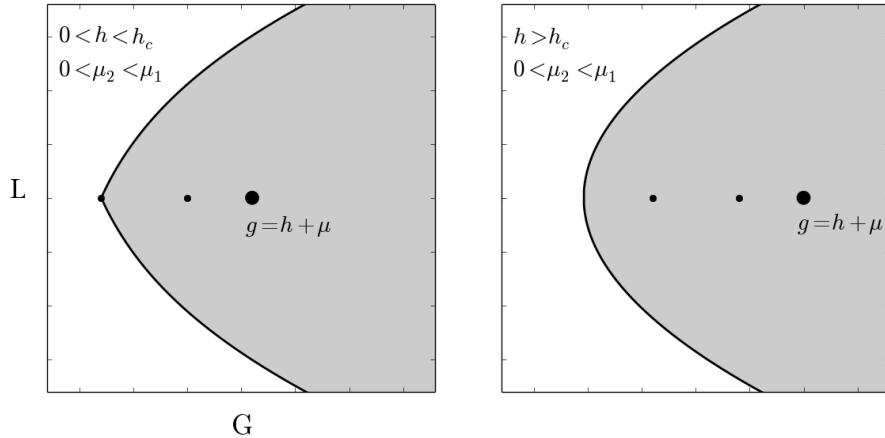 0 < h < h_c
0 < μ_2 < μ_1
g = h + μ
L
G
h > h_c
0 < μ_2 < μ_1
g = h + μ